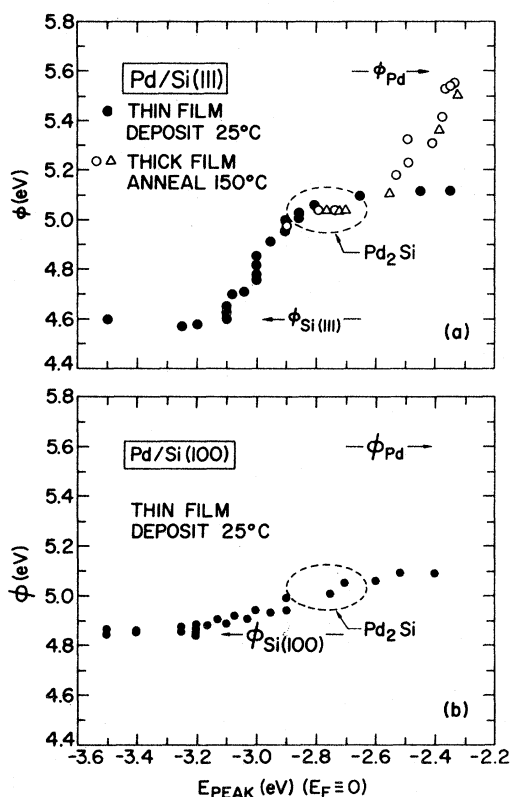 5.8
5.6
5.4
5.2
5.0
4.8
4.6
4.4
ϕ(eV)
Pd/Si(111)
● THIN FILM
DEPOSIT 25°C
○ △ THICK FILM
ANNEAL 150°C
ϕPd
Pd2Si
ϕSi(111)
(a)
5.8
5.6
5.4
5.2
5.0
4.8
4.6
4.4
ϕ(eV)
Pd/Si(100)
THIN FILM
DEPOSIT 25°C
ϕPd
ϕSi(100)
Pd2Si
(b)
-3.6 -3.4 -3.2 -3.0 -2.8 -2.6 -2.4 -2.2
EPEAK (eV) (EF≡0)